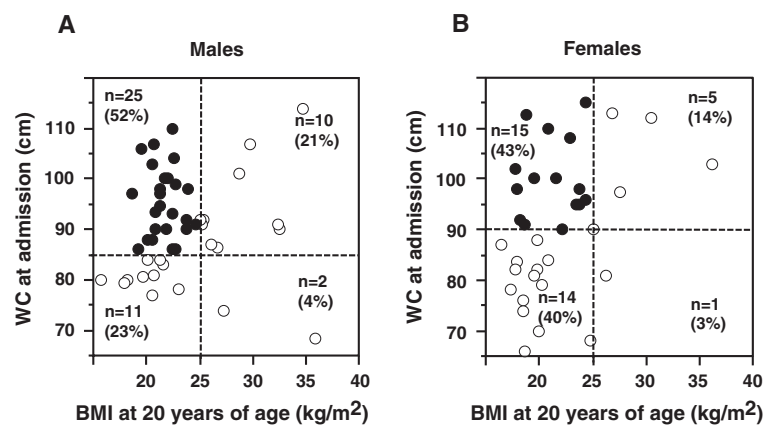 A
Males
n=25
(52%)
n=10
(21%)
n=2
(4%)
n=11
(23%)
WC at admission (cm)
110
100
90
80
70
20 25 30 35 40
BMI at 20 years of age (kg/m2)
B
Females
n=5
(14%)
n=15
(43%)
n=14
(40%)
n=1
(3%)
WC at admission (cm)
110
100
90
80
70
20 25 30 35 40
BMI at 20 years of age (kg/m2)